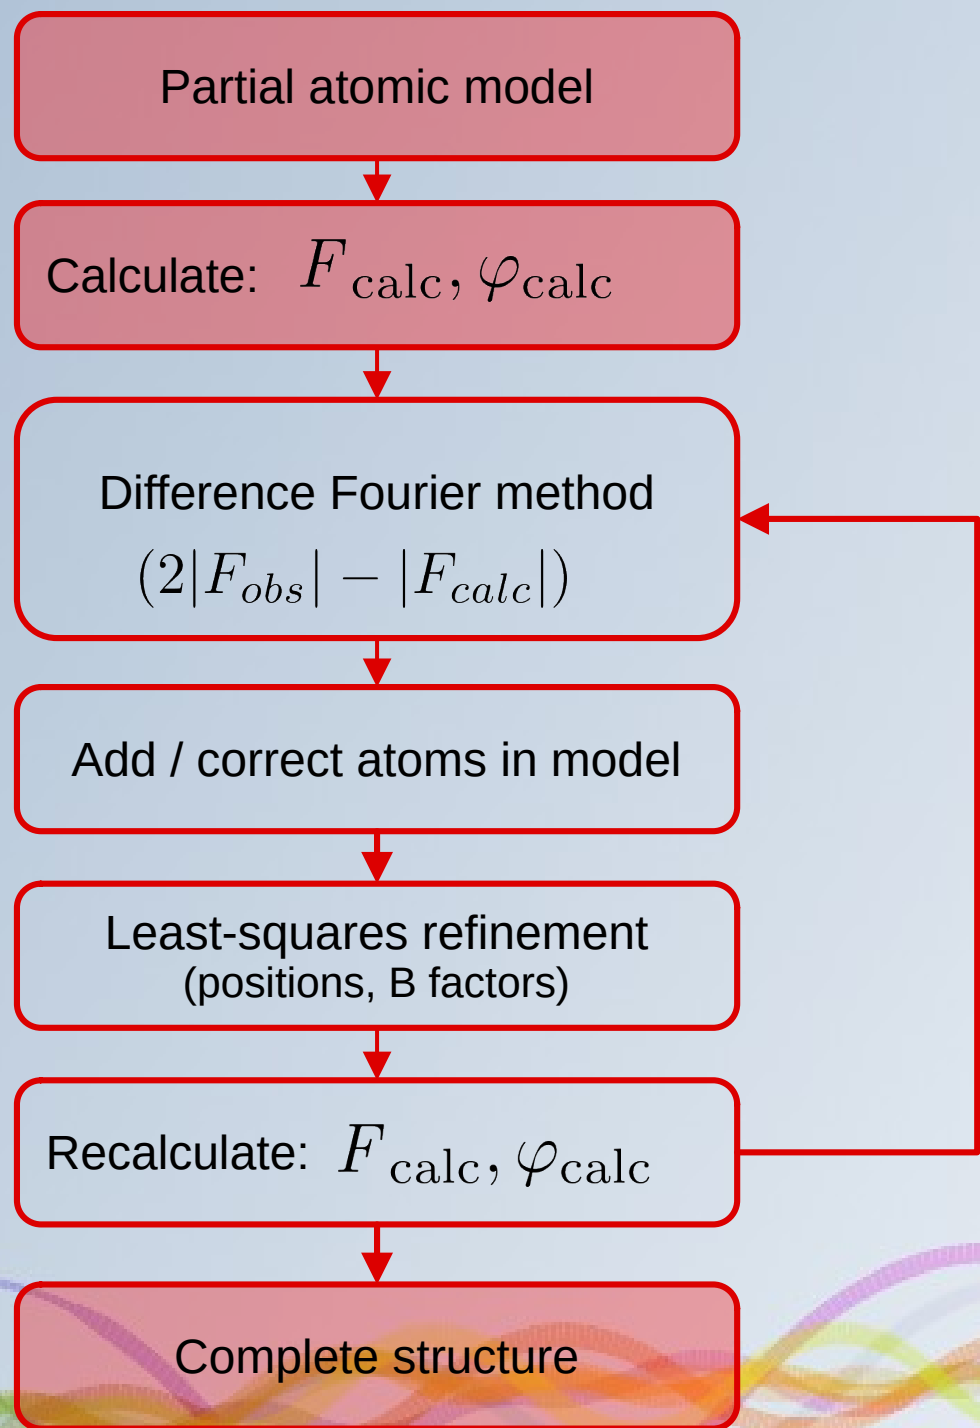 Partial atomic model
Calculate: F calc, φcalc
Difference Fourier method
(2|Fobs| − |Fcalc|)
Add / correct atoms in model
Least-squares refinement
(positions, B factors)
Recalculate: F calc, φcalc
Complete structure